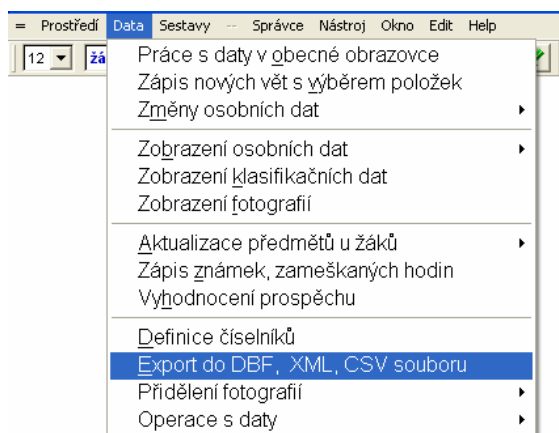 = Prostředí Data Sestavy -- Správce Nástroj Okno Edit Help
12 žá
Práce s daty v obecné obrazovce
Zápis nových vět s výběrem položek
Změny osobních dat
Zobrazení osobních dat
Zobrazení klasifikačních dat
Zobrazení fotografií
Aktualizace předmětů u žáků
Zápis známek, zameškaných hodin
Vyhodnocení prospěchu
Definice číselníků
Export do DBF, XML, CSV souboru
Přidělení fotografií
Operace s daty